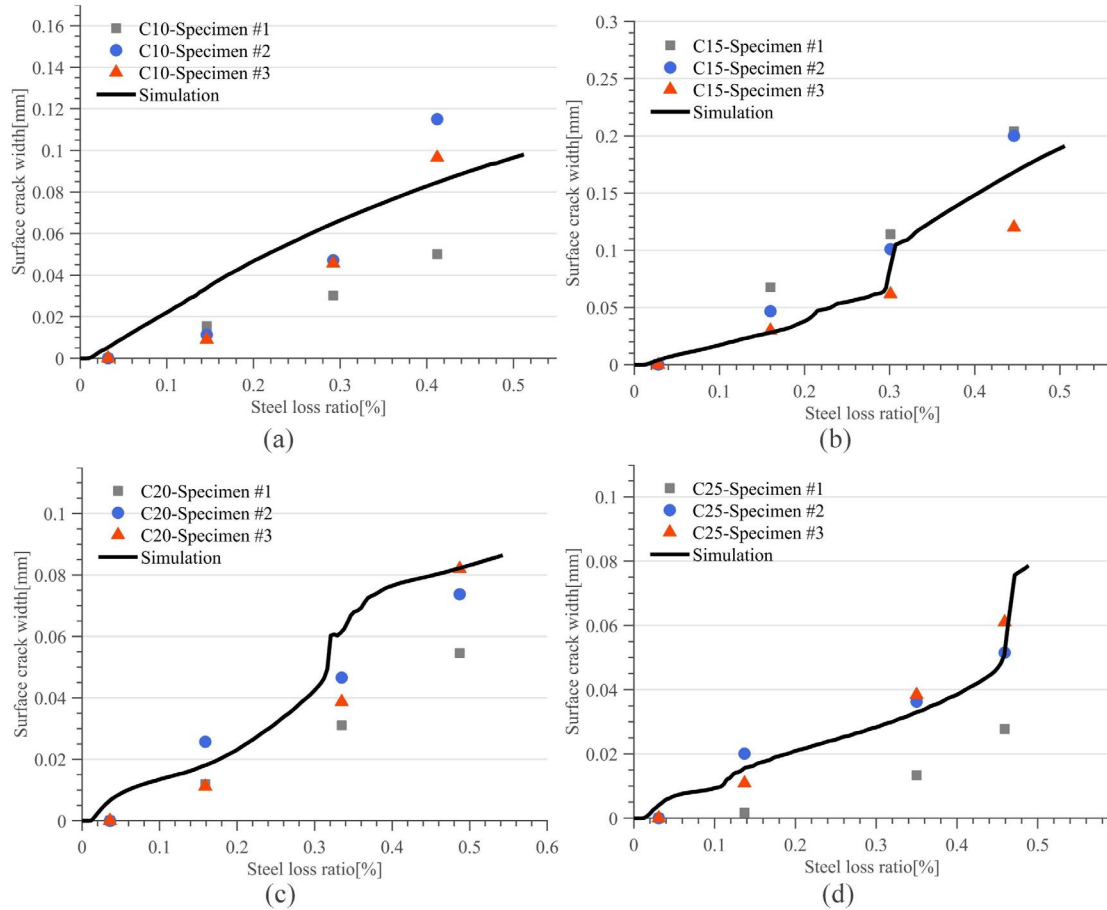 C10-Specimen #1
C10-Specimen #2
C10-Specimen #3
Simulation
Surface crack width[mm]
0.16
0.14
0.12
0.10
0.08
0.06
0.04
0.02
0
0 0.1 0.2 0.3 0.4 0.5
Steel loss ratio[%]
(a)
C15-Specimen #1
C15-Specimen #2
C15-Specimen #3
Simulation
Surface crack width[mm]
0.3
0.25
0.2
0.15
0.1
0.05
0
0 0.1 0.2 0.3 0.4 0.5
Steel loss ratio[%]
(b)
C20-Specimen #1
C20-Specimen #2
C20-Specimen #3
Simulation
Surface crack width[mm]
0.1
0.08
0.06
0.04
0.02
0
0 0.1 0.2 0.3 0.4 0.5 0.6
Steel loss ratio[%]
(c)
C25-Specimen #1
C25-Specimen #2
C25-Specimen #3
Simulation
Surface crack width[mm]
0.1
0.08
0.06
0.04
0.02
0
0 0.1 0.2 0.3 0.4 0.5
Steel loss ratio[%]
(d)